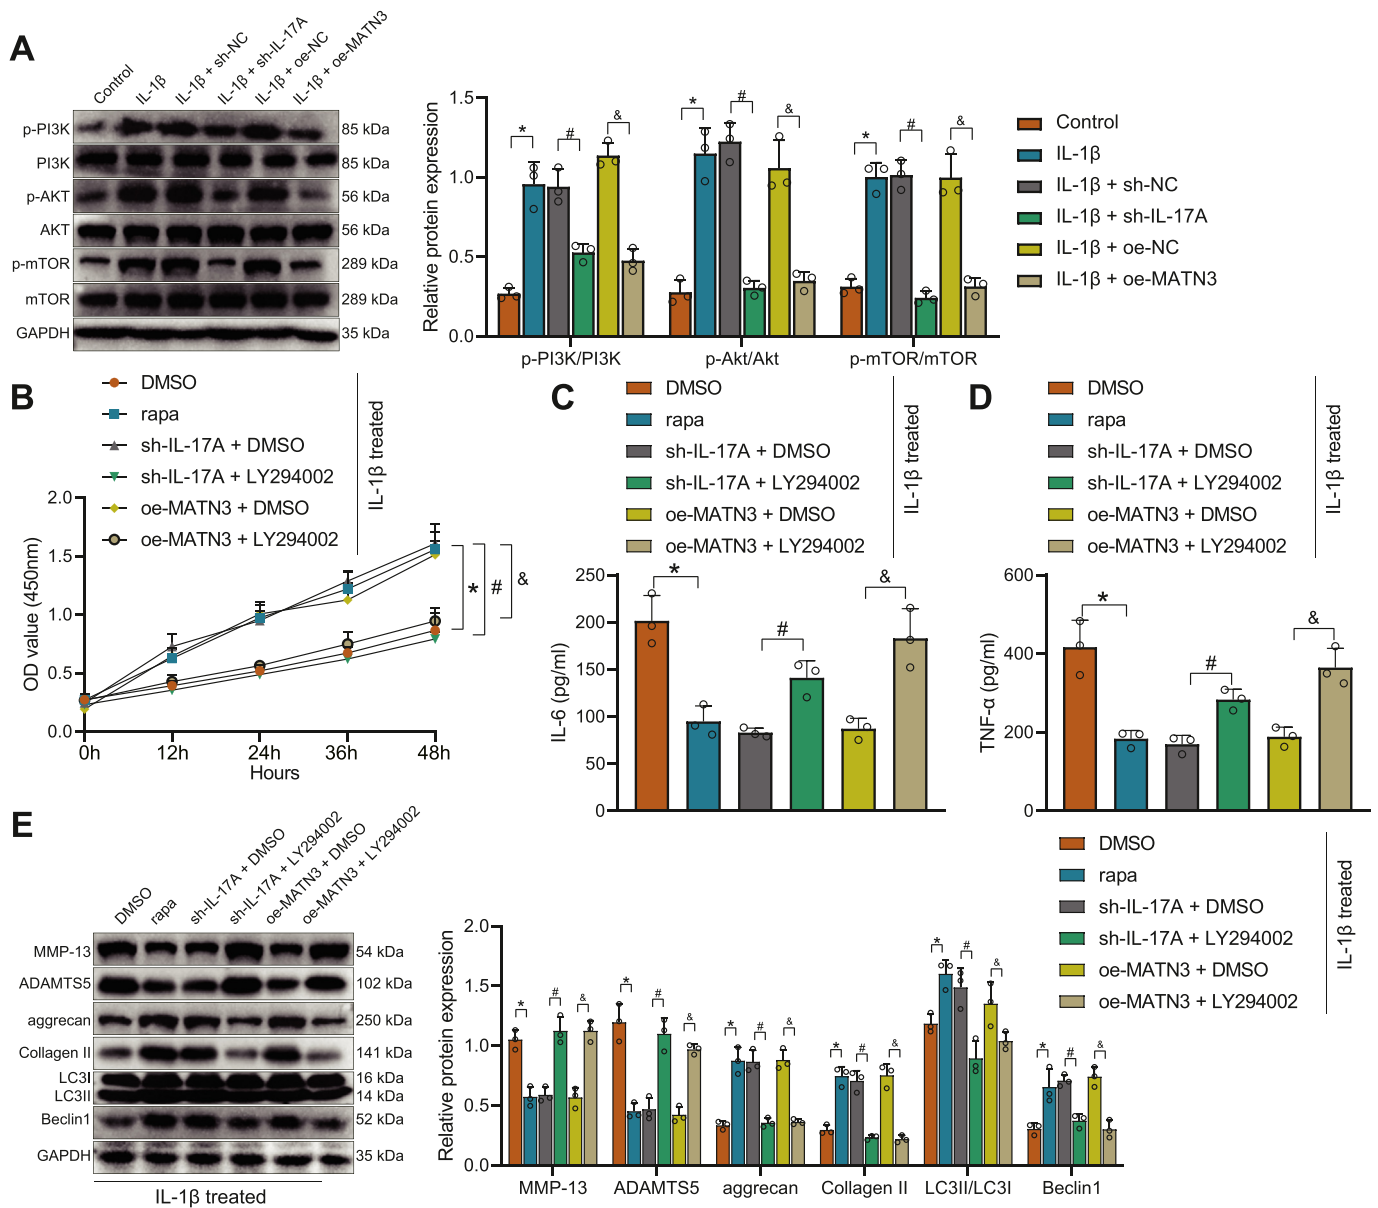 A
Control
IL-1β
IL-1β + sh-NC
IL-1β + sh-IL-17A
IL-1β + oe-NC
IL-1β + oe-MATN3
p-PI3K 85 kDa
PI3K 85 kDa
p-AKT 56 kDa
AKT 56 kDa
p-mTOR 289 kDa
mTOR 289 kDa
GAPDH 35 kDa
Relative protein expression
1.5
1.0
0.5
0.0
* # &
* # &
* # &
p-PI3K/PI3K
p-Akt/Akt
p-mTOR/mTOR
Control
IL-1β
IL-1β + sh-NC
IL-1β + sh-IL-17A
IL-1β + oe-NC
IL-1β + oe-MATN3
B
DMSO
rapa
sh-IL-17A + DMSO
sh-IL-17A + LY294002
oe-MATN3 + DMSO
oe-MATN3 + LY294002
IL-1β treated
OD value (450nm)
2.0
1.5
1.0
0.5
0.0
* # &
0h 12h 24h 36h 48h
Hours
C
DMSO
rapa
sh-IL-17A + DMSO
sh-IL-17A + LY294002
oe-MATN3 + DMSO
oe-MATN3 + LY294002
IL-1β treated
IL-6 (pg/ml)
250
200
150
100
50
0
* # &
D
DMSO
rapa
sh-IL-17A + DMSO
sh-IL-17A + LY294002
oe-MATN3 + DMSO
oe-MATN3 + LY294002
IL-1β treated
TNF-α (pg/ml)
600
400
200
0
* # &
E
DMSO
rapa
sh-IL-17A + DMSO
sh-IL-17A + LY294002
oe-MATN3 + DMSO
oe-MATN3 + LY294002
MMP-13 54 kDa
ADAMTS5 102 kDa
aggrecan 250 kDa
Collagen II 141 kDa
LC3I 16 kDa
LC3II 14 kDa
Beclin1 52 kDa
GAPDH 35 kDa
IL-1β treated
Relative protein expression
2.0
1.5
1.0
0.5
0.0
* # &
* # &
* # &
* # &
* # &
* # &
MMP-13
ADAMTS5
aggrecan
Collagen II
LC3II/LC3I
Beclin1
DMSO
rapa
sh-IL-17A + DMSO
sh-IL-17A + LY294002
oe-MATN3 + DMSO
oe-MATN3 + LY294002
IL-1β treated